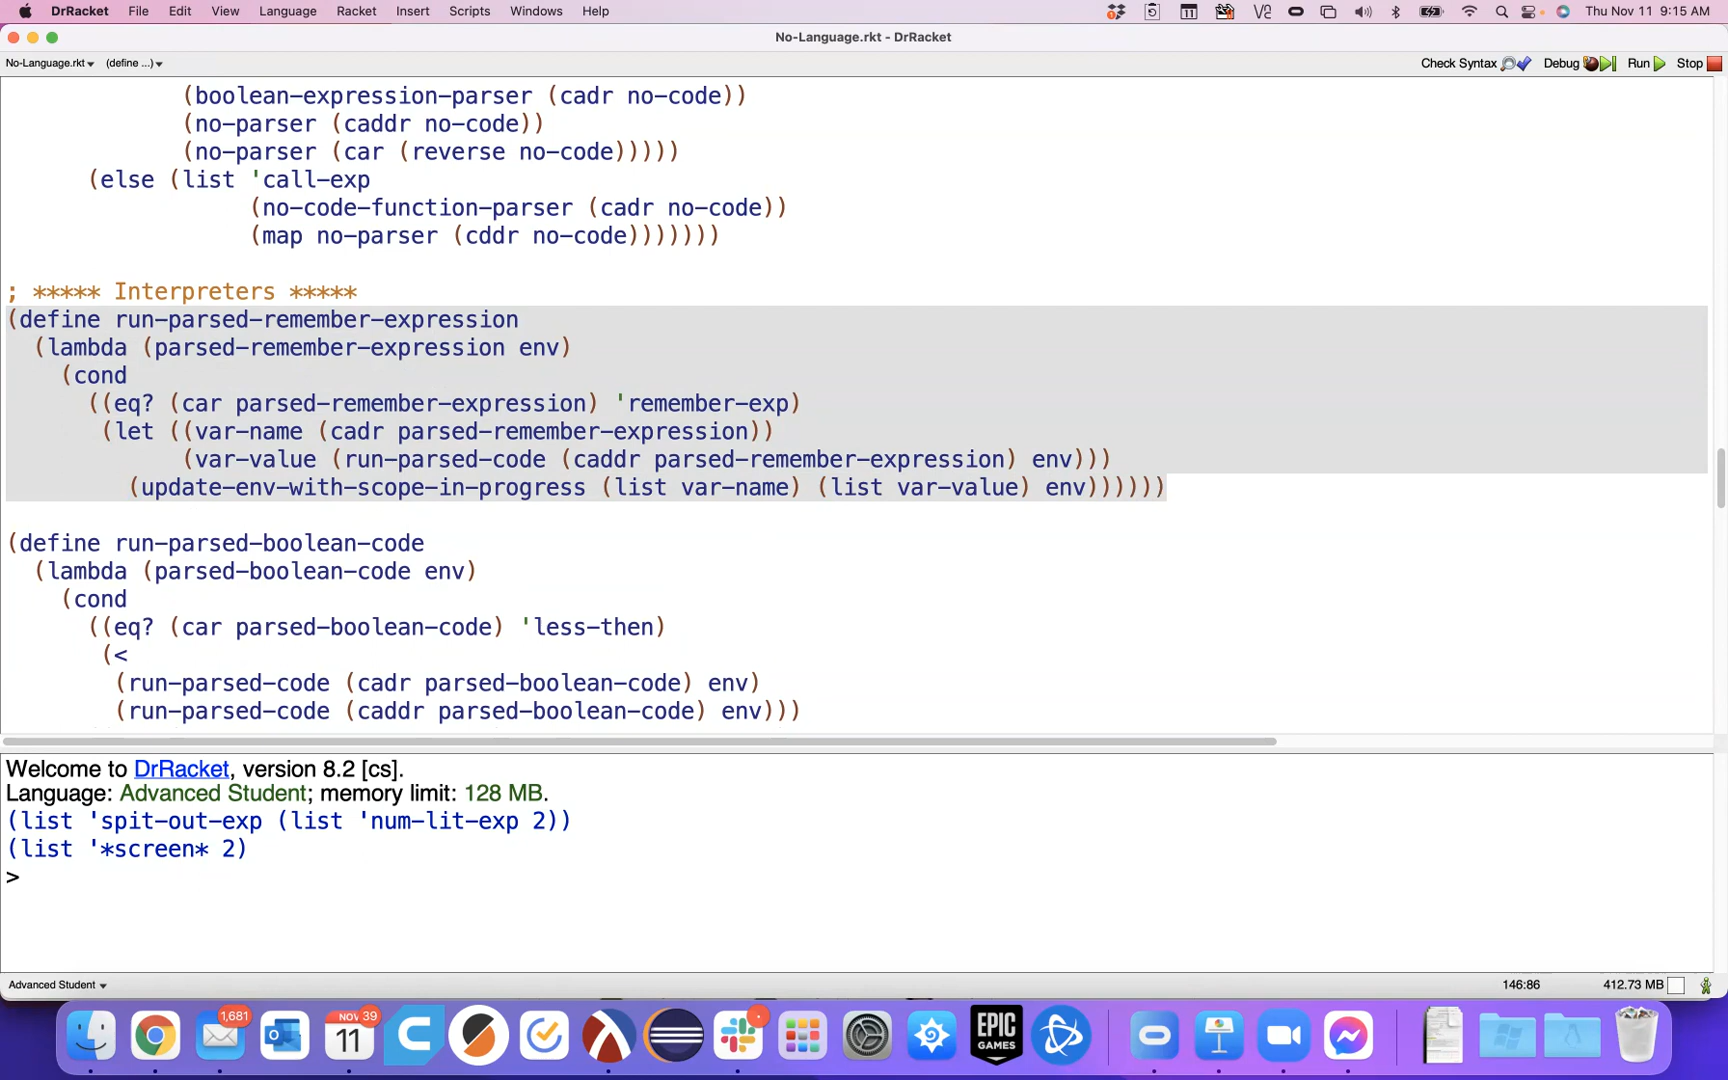 DrRacket File Edit View Language Racket Insert Scripts Windows Help Thu Nov 11 9:15 AM
No-Language.rkt - DrRacket
No-Language.rkt (define ...) Check Syntax Debug Run Stop
(boolean-expression-parser (cadr no-code))
(no-parser (caddr no-code))
(no-parser (car (reverse no-code)))))
(else (list 'call-exp
(no-code-function-parser (cadr no-code))
(map no-parser (cddr no-code)))))))
; ***** Interpreters *****
(define run-parsed-remember-expression
(lambda (parsed-remember-expression env)
(cond
((eq? (car parsed-remember-expression) 'remember-exp)
(let ((var-name (cadr parsed-remember-expression))
(var-value (run-parsed-code (caddr parsed-remember-expression) env)))
(update-env-with-scope-in-progress (list var-name) (list var-value) env))))))
(define run-parsed-boolean-code
(lambda (parsed-boolean-code env)
(cond
((eq? (car parsed-boolean-code) 'less-then)
(<
(run-parsed-code (cadr parsed-boolean-code) env)
(run-parsed-code (caddr parsed-boolean-code) env)))
Welcome to DrRacket, version 8.2 [cs].
Language: Advanced Student; memory limit: 128 MB.
(list 'spit-out-exp (list 'num-lit-exp 2))
(list '*screen* 2)
>
Advanced Student 146:86 412.73 MB
1,681
NOV 39
11
EPIC
GAMES